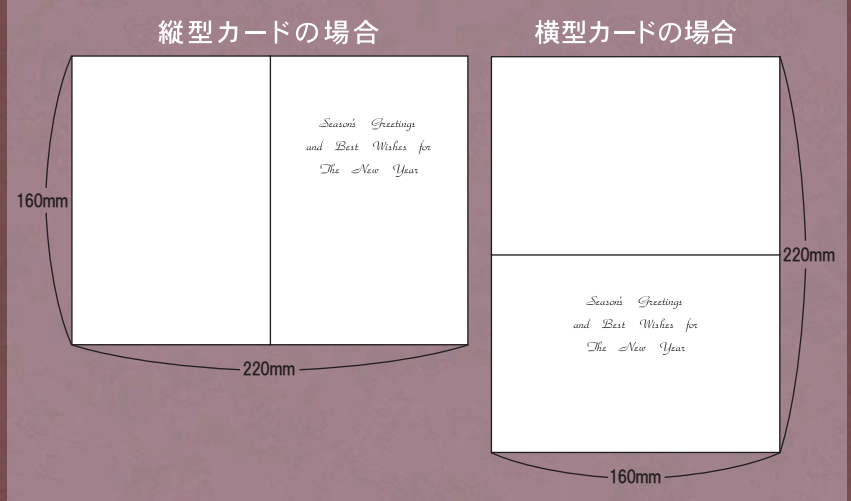 縦型カードの場合
Season's Greetings
and Best Wishes for
The New Year
160mm
220mm
横型カードの場合
Season's Greetings
and Best Wishes for
The New Year
220mm
160mm